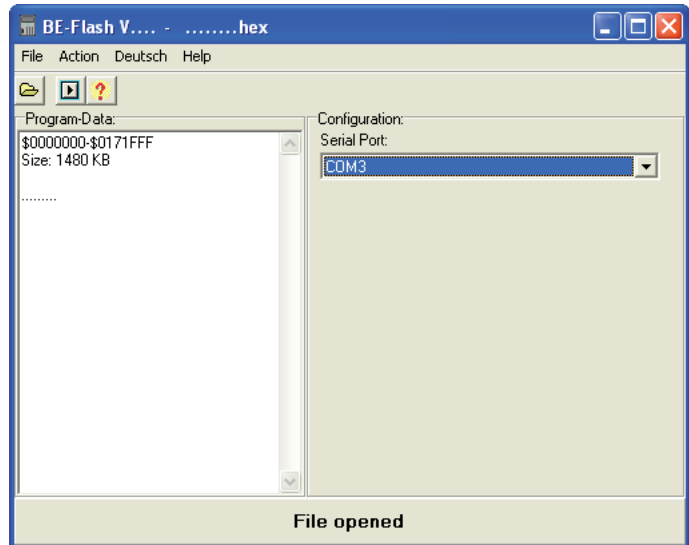 BE-Flash V.... - ........hex
File Action Deutsch Help
Program-Data:
$0000000-$0171FFF
Size: 1480 KB
.........
Configuration:
Serial Port:
COM3
File opened